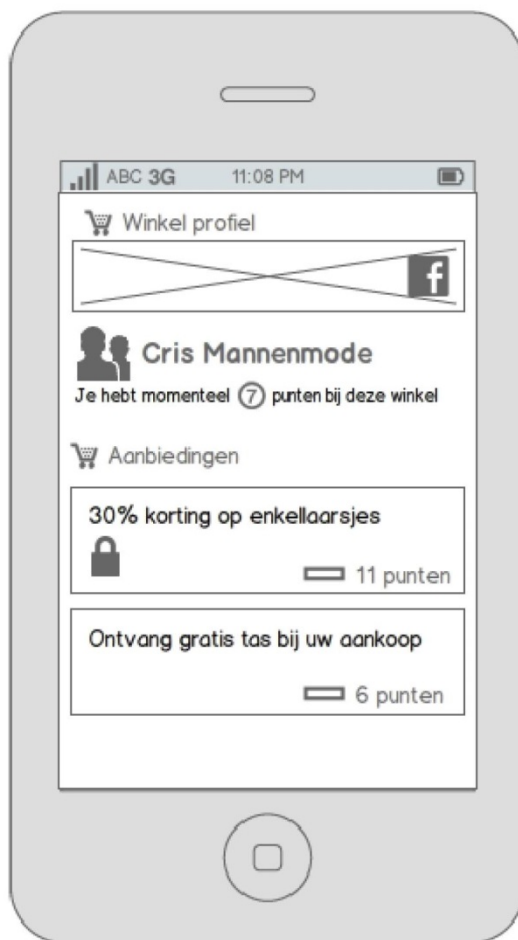 ABC 3G 11:08 PM
Winkel profiel
f
Cris Mannenmode
Je hebt momenteel 7 punten bij deze winkel
Aanbiedingen
30% korting op enkellaarsjes
11 punten
Ontvang gratis tas bij uw aankoop
6 punten